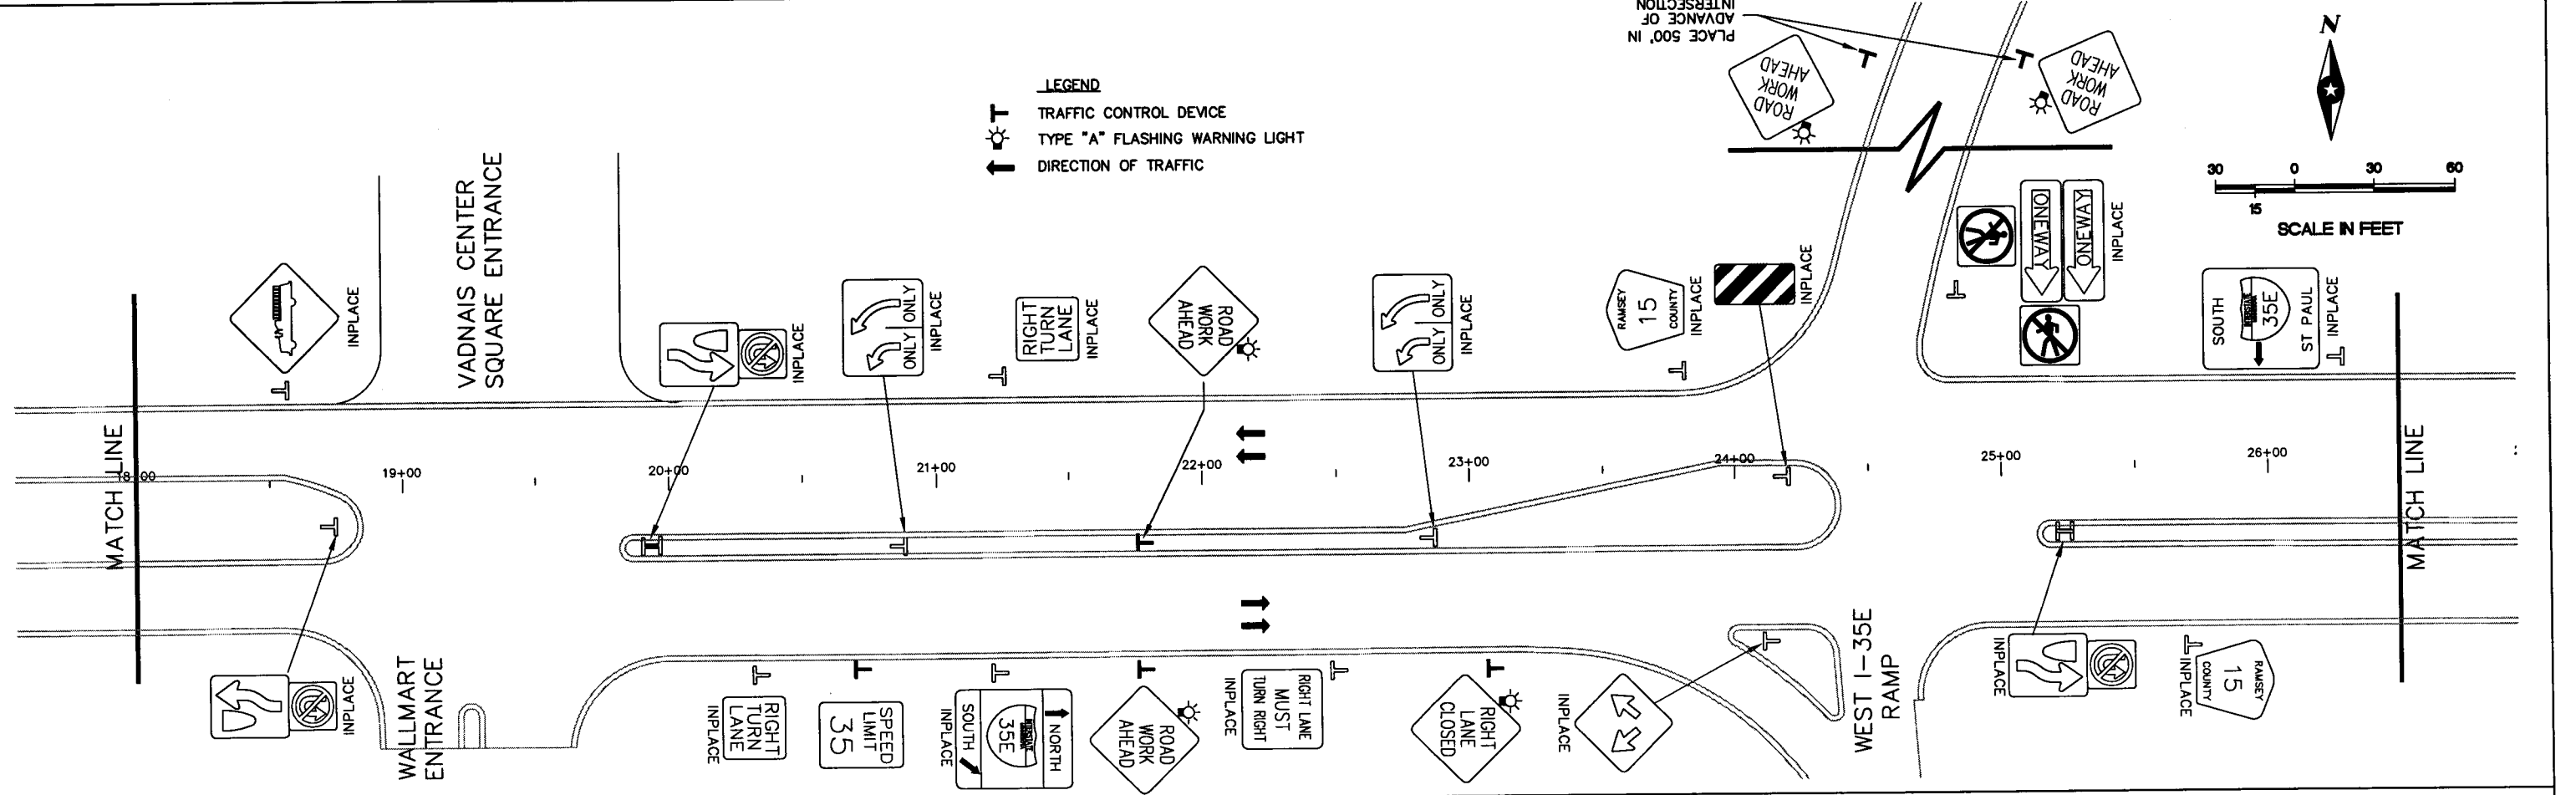 PLACE 500' IN
ADVANCE OF
INTERSECTION
ROAD
WORK
AHEAD
ROAD
WORK
AHEAD
N
LEGEND
TRAFFIC CONTROL DEVICE
TYPE "A" FLASHING WARNING LIGHT
DIRECTION OF TRAFFIC
30 0 30 60
15
SCALE IN FEET
VADNAIS CENTER
SQUARE ENTRANCE
INPLACE
INPLACE
ONLY ONLY
INPLACE
RIGHT
TURN
LANE
INPLACE
ROAD
WORK
AHEAD
ONLY ONLY
INPLACE
RAMSEY
15
COUNTY
INPLACE
INPLACE
ONEWAY
ONEWAY
INPLACE
SOUTH
INTERSTATE
35E
ST PAUL
INPLACE
MATCH LINE
18+00
19+00
20+00
21+00
22+00
23+00
24+00
25+00
26+00
MATCH LINE
INPLACE
WALLMART
ENTRANCE
RIGHT
TURN
LANE
INPLACE
SPEED
LIMIT
35
NORTH
INTERSTATE
35E
SOUTH
INPLACE
ROAD
WORK
AHEAD
RIGHT LANE
MUST
TURN RIGHT
INPLACE
RIGHT
LANE
CLOSED
INPLACE
WEST I-35E
RAMP
INPLACE
RAMSEY
15
COUNTY
INPLACE